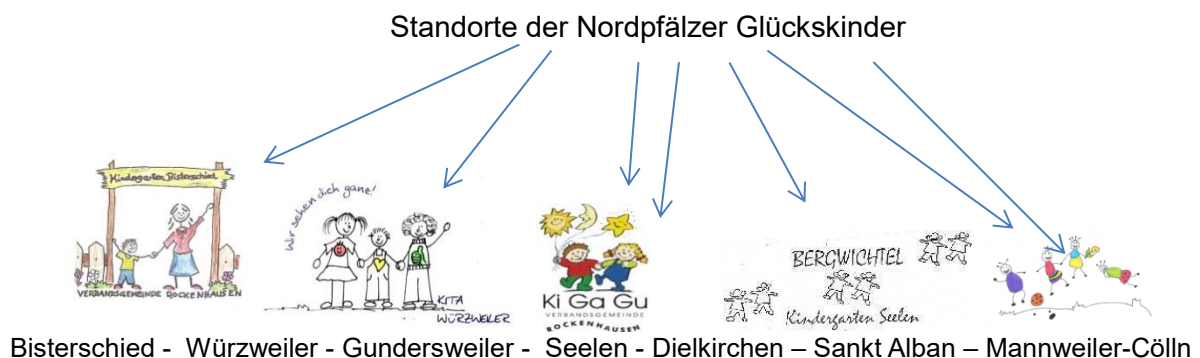 Standorte der Nordpfälzer Glückskinder
Kindergarten Bisterschied
VERBANDSGEMEINDE ROCKENHAUSEN
Wir sehen dich ganz!
KITA
WÜRZWEILER
Ki Ga Gu
VERBANDSGEMEINDE
ROCKENHAUSEN
BERGWICHTEL
Kindergarten Seelen
Bisterschied - Würzweiler - Gundersweiler - Seelen - Dielkirchen – Sankt Alban – Mannweiler-Cölln